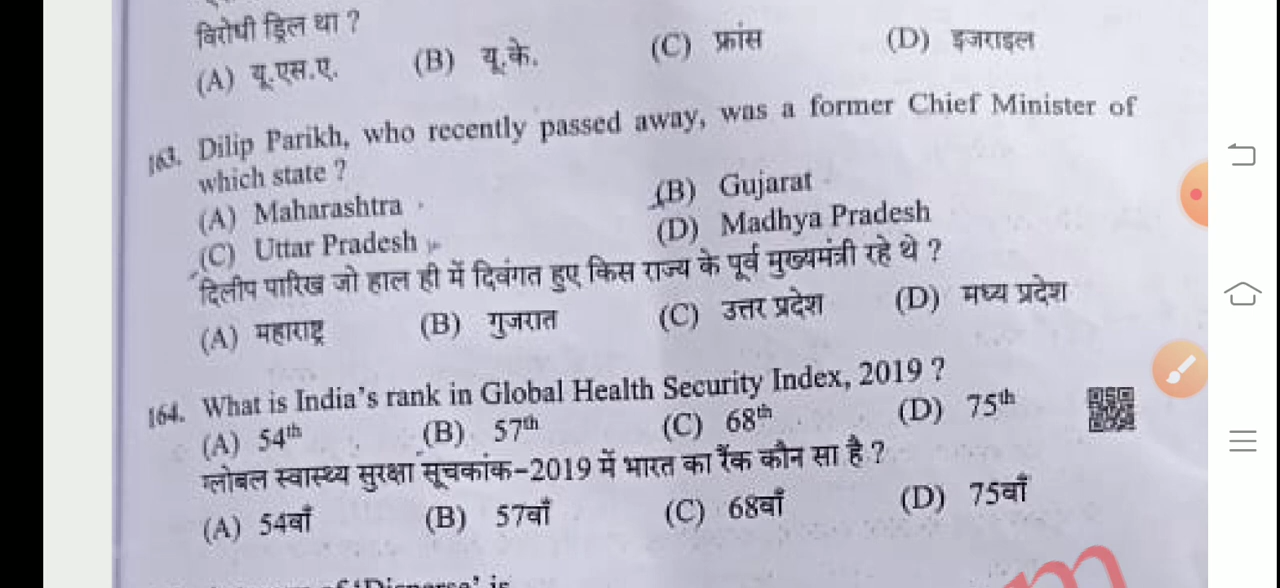 विरोधी ड्रिल था ?
(A) यू.एस.ए. (B) यू.के. (C) फ्रांस (D) इजराइल
163. Dilip Parikh, who recently passed away, was a former Chief Minister of
which state ?
(A) Maharashtra (B) Gujarat
(C) Uttar Pradesh (D) Madhya Pradesh
दिलीप पारिख जो हाल ही में दिवंगत हुए किस राज्य के पूर्व मुख्यमंत्री रहे थे ?
(A) महाराष्ट्र (B) गुजरात (C) उत्तर प्रदेश (D) मध्य प्रदेश
164. What is India's rank in Global Health Security Index, 2019 ?
(A) 54th (B) 57th (C) 68th (D) 75th
ग्लोबल स्वास्थ्य सुरक्षा सूचकांक-2019 में भारत का रैंक कौन सा है ?
(A) 54वाँ (B) 57वाँ (C) 68वाँ (D) 75वाँ
is